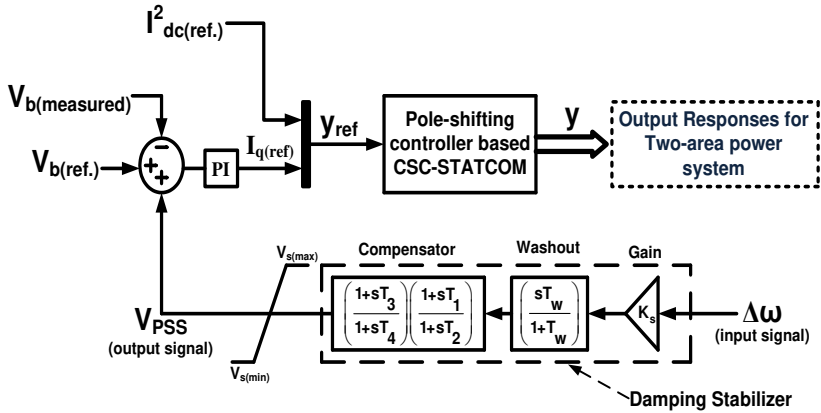 I²dc(ref.)
Vb(measured)
Vb(ref.)
−
+
+
PI
Iq(ref)
yref
Pole-shifting
controller based
CSC-STATCOM
y
Output Responses for
Two-area power
system
Compensator
Washout
Gain
Vs(max)
Vs(min)
VPSS
(output signal)
(1+sT3/1+sT4)(1+sT1/1+sT2)
(sTw/1+Tw)
Ks
Δω
(input signal)
Damping Stabilizer